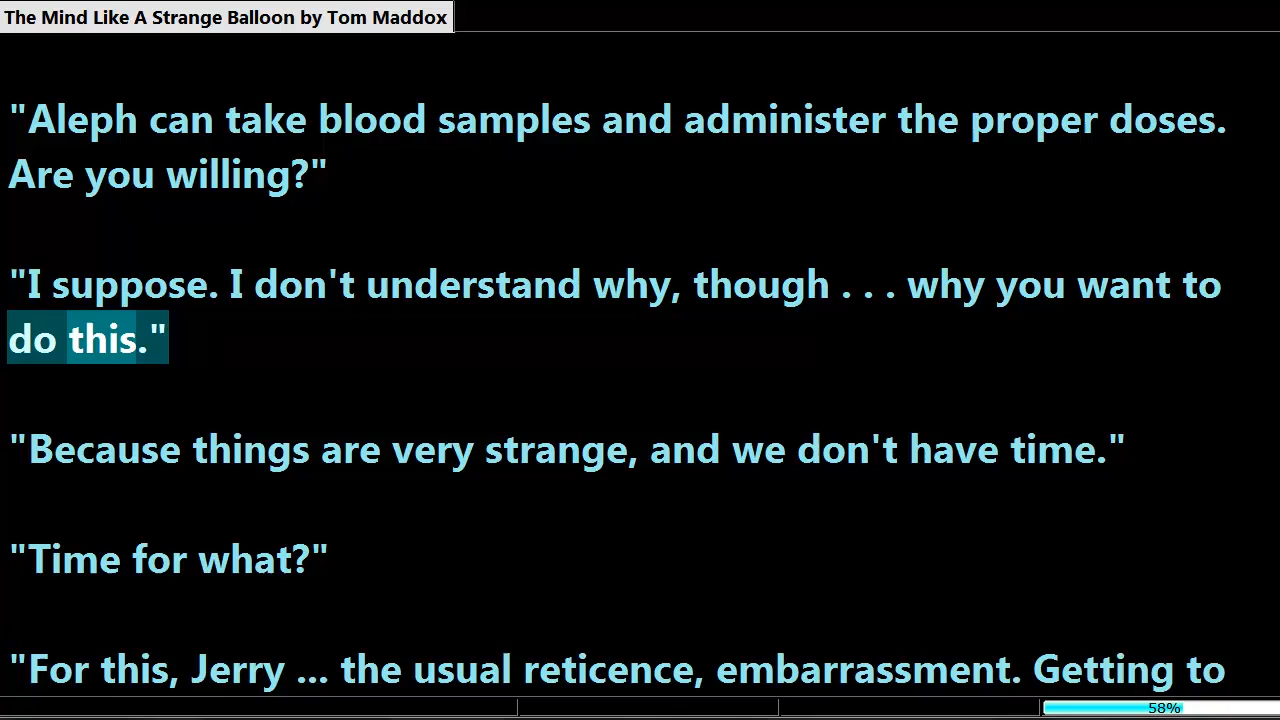 The Mind Like A Strange Balloon by Tom Maddox
"Aleph can take blood samples and administer the proper doses.
Are you willing?"
"I suppose. I don't understand why, though . . . why you want to
do this."
"Because things are very strange, and we don't have time."
"Time for what?"
"For this, Jerry ... the usual reticence, embarrassment. Getting to
58%